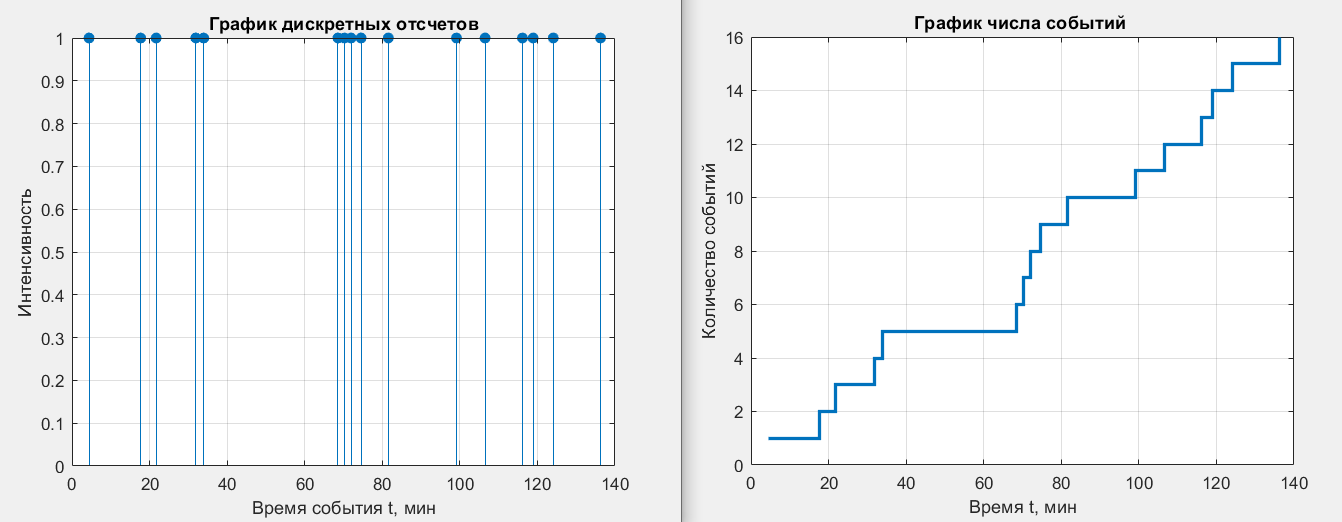 График дискретных отсчетов
1
0.9
0.8
0.7
0.6
0.5
0.4
0.3
0.2
0.1
0
Интенсивность
0 20 40 60 80 100 120 140
Время события t, мин
График числа событий
16
14
12
10
8
6
4
2
0
Количество событий
0 20 40 60 80 100 120 140
Время t, мин